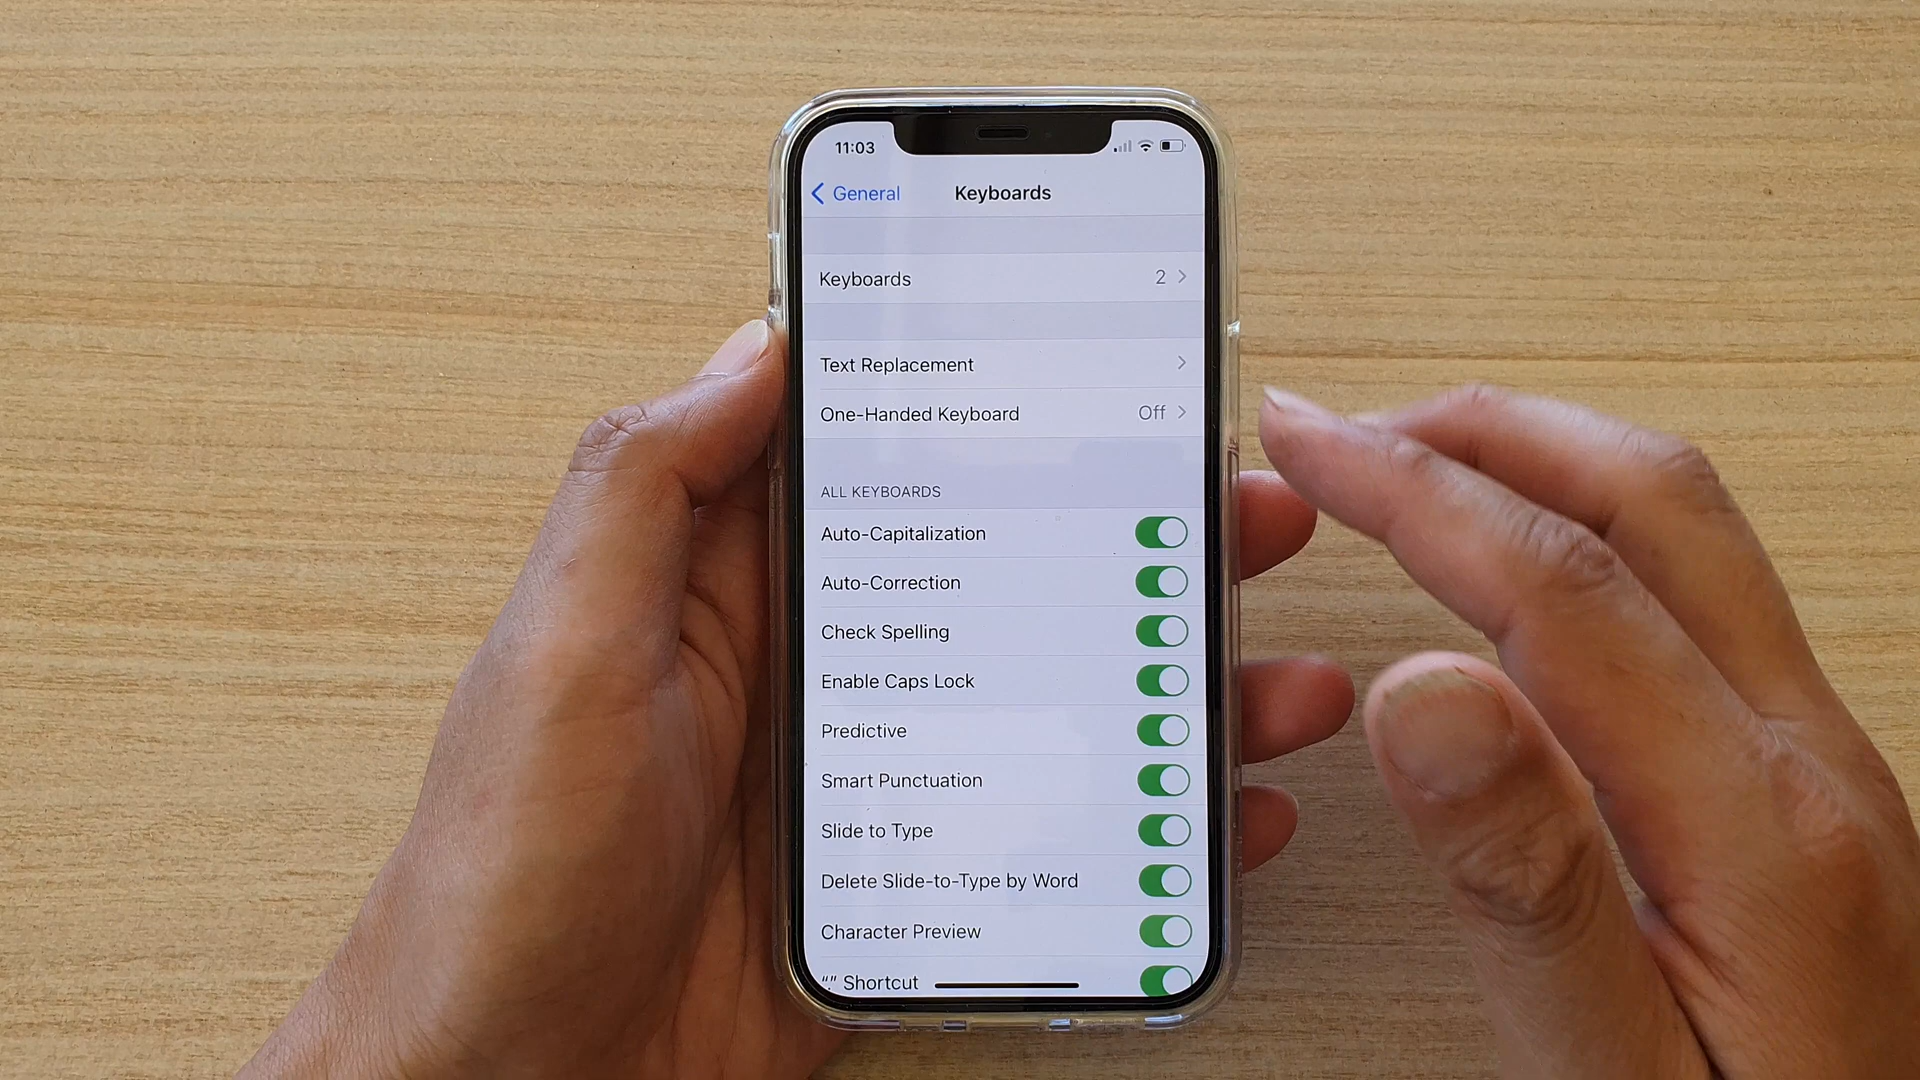 11:03
General
Keyboards
Keyboards 2
Text Replacement
One-Handed Keyboard Off
ALL KEYBOARDS
Auto-Capitalization
Auto-Correction
Check Spelling
Enable Caps Lock
Predictive
Smart Punctuation
Slide to Type
Delete Slide-to-Type by Word
Character Preview
“.” Shortcut